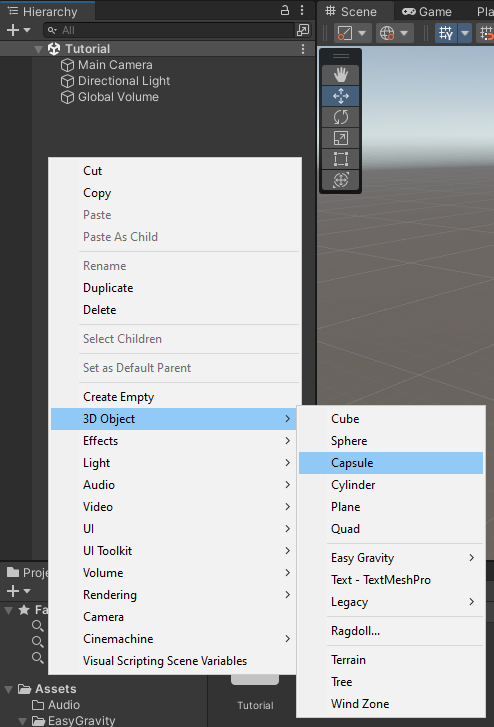 Hierarchy
All
Tutorial
Main Camera
Directional Light
Global Volume
Scene
Game
Cut
Copy
Paste
Paste As Child
Rename
Duplicate
Delete
Select Children
Set as Default Parent
Create Empty
3D Object
Effects
Light
Audio
Video
UI
UI Toolkit
Volume
Rendering
Camera
Cinemachine
Visual Scripting Scene Variables
Cube
Sphere
Capsule
Cylinder
Plane
Quad
Easy Gravity
Text - TextMeshPro
Legacy
Ragdoll...
Terrain
Tree
Wind Zone
Assets
Audio
EasyGravity
Tutorial